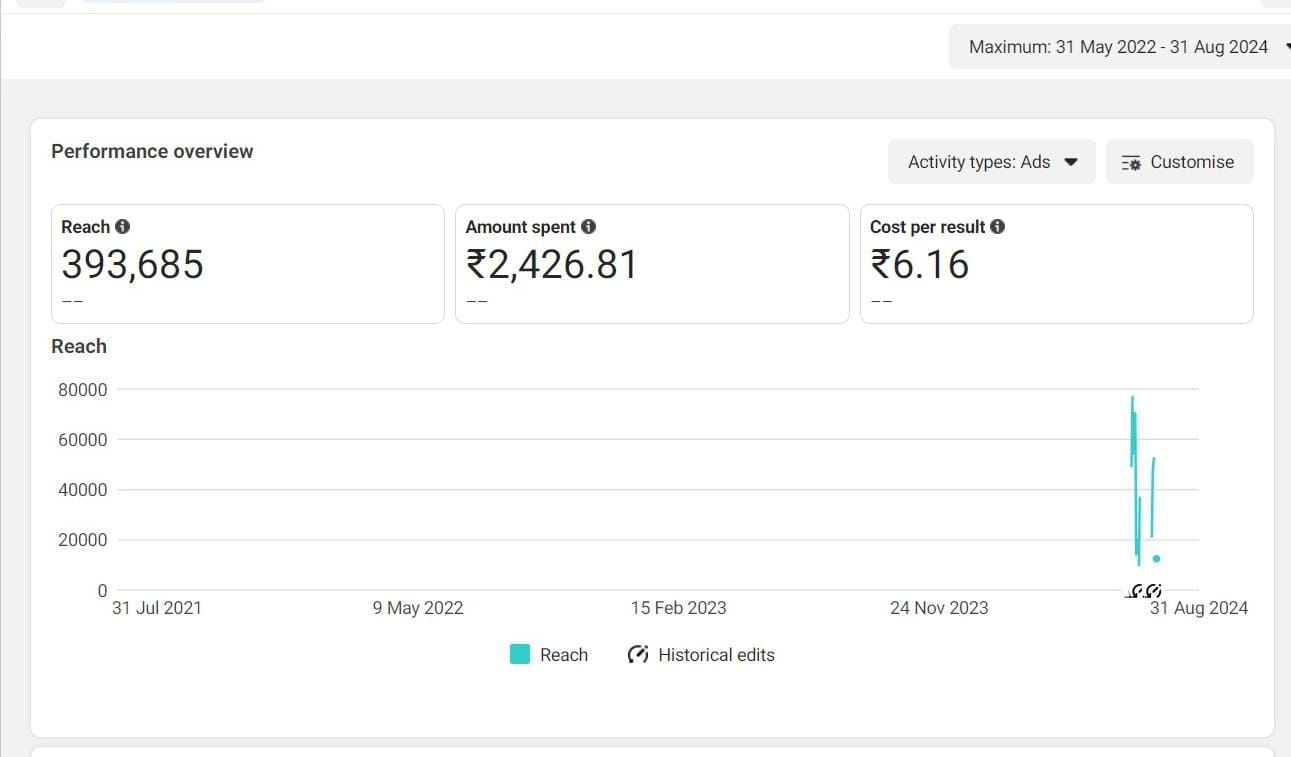 Maximum: 31 May 2022 - 31 Aug 2024
Performance overview
Activity types: Ads
Customise
Reach
393,685
--
Amount spent
₹2,426.81
--
Cost per result
₹6.16
--
Reach
80000
60000
40000
20000
0
31 Jul 2021 9 May 2022 15 Feb 2023 24 Nov 2023 31 Aug 2024
Reach Historical edits